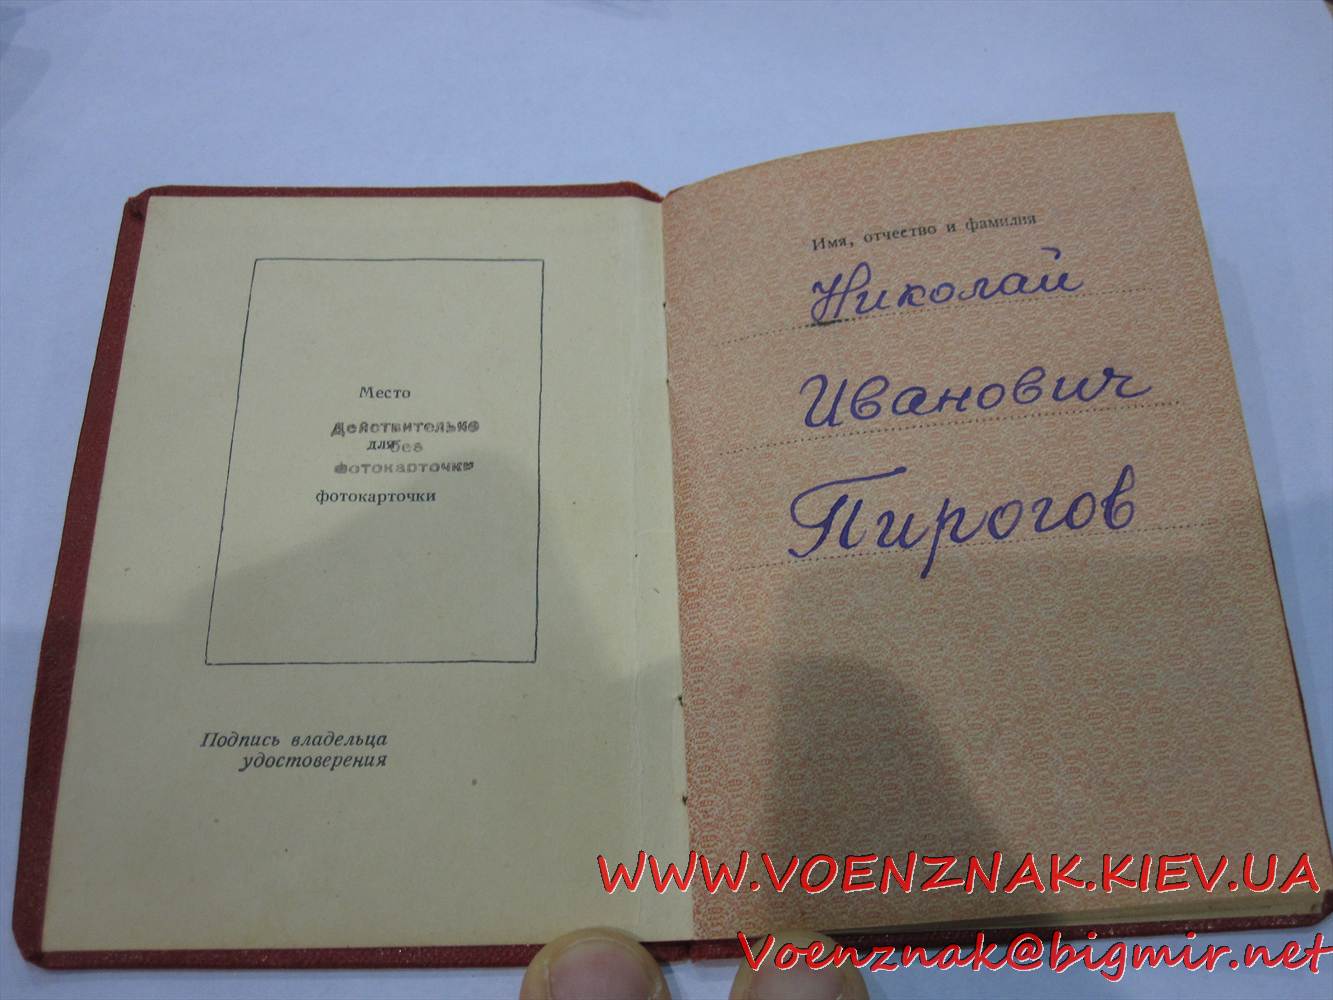 Место
Действительно
для без
фотокарточки
фотокарточки
Подпись владельца
удостоверения
Имя, отчество и фамилия
Николай
Иванович
Пирогов
WWW.VOENZNAK.KIEV.UA
Voenznak@bigmir.net